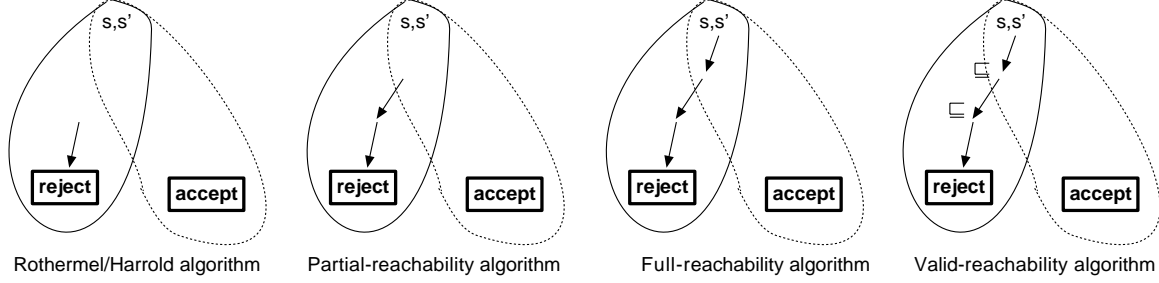 s,s’ s,s’ s,s’ s,s’
⊑
⊑
reject accept reject accept reject accept reject accept
Rothermel/Harrold algorithm Partial-reachability algorithm Full-reachability algorithm Valid-reachability algorithm